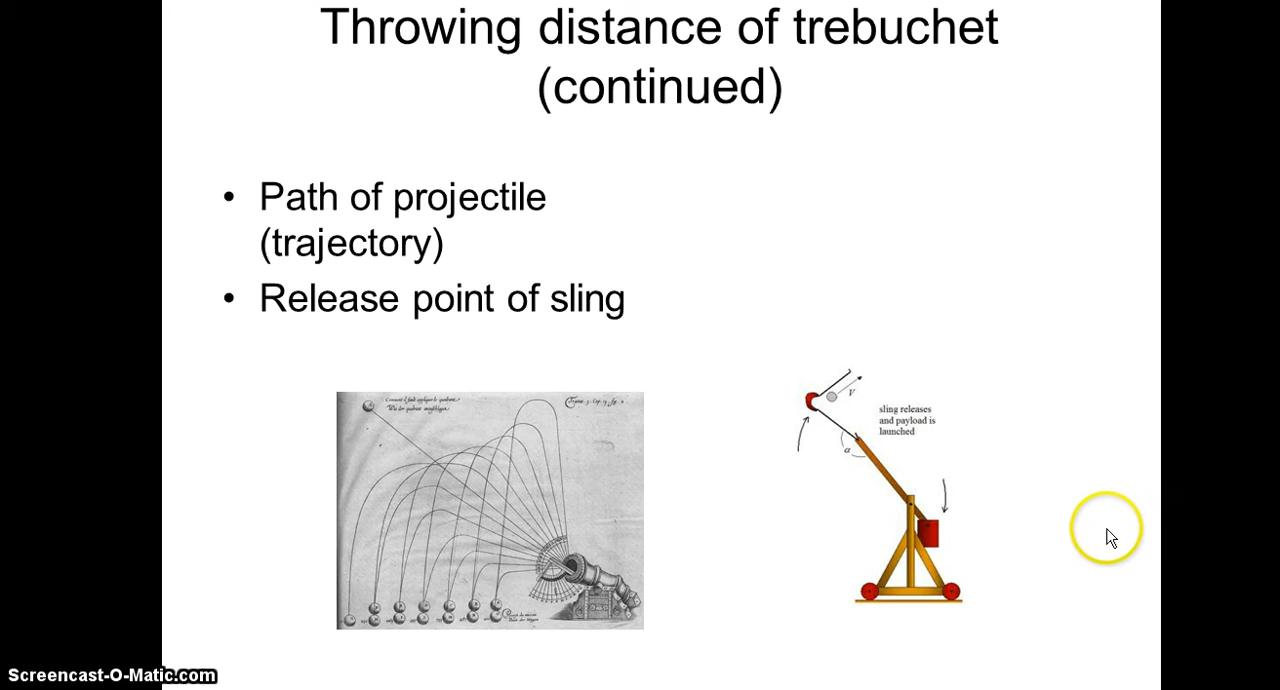 Throwing distance of trebuchet
(continued)
• Path of projectile
(trajectory)
• Release point of sling
V
sling releases
and payload is
launched
α
Screencast-O-Matic.com